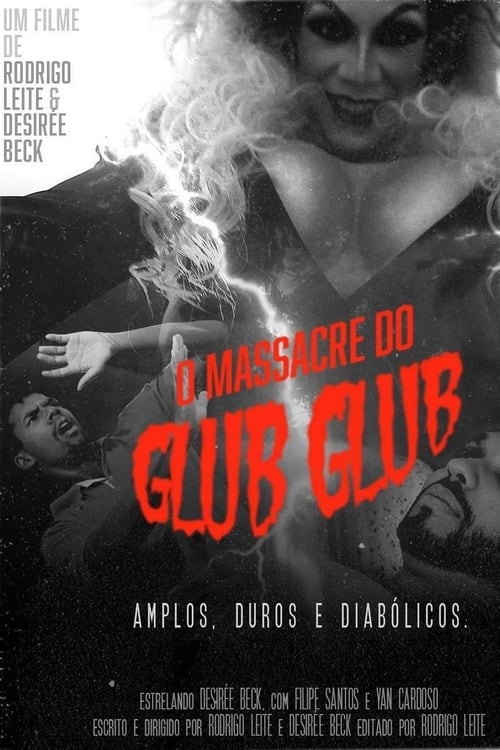 UM FILME
DE
RODRIGO
LEITE &
DESIRÉE
BECK
O MASSACRE DO
GLUB GLUB
AMPLOS, DUROS E DIABÓLICOS.
ESTRELANDO DESIRÉE BECK, COM FILIPE SANTOS E YAN CARDOSO
ESCRITO E DIRIGIDO POR RODRIGO LEITE E DESIRÉE BECK EDITADO POR RODRIGO LEITE